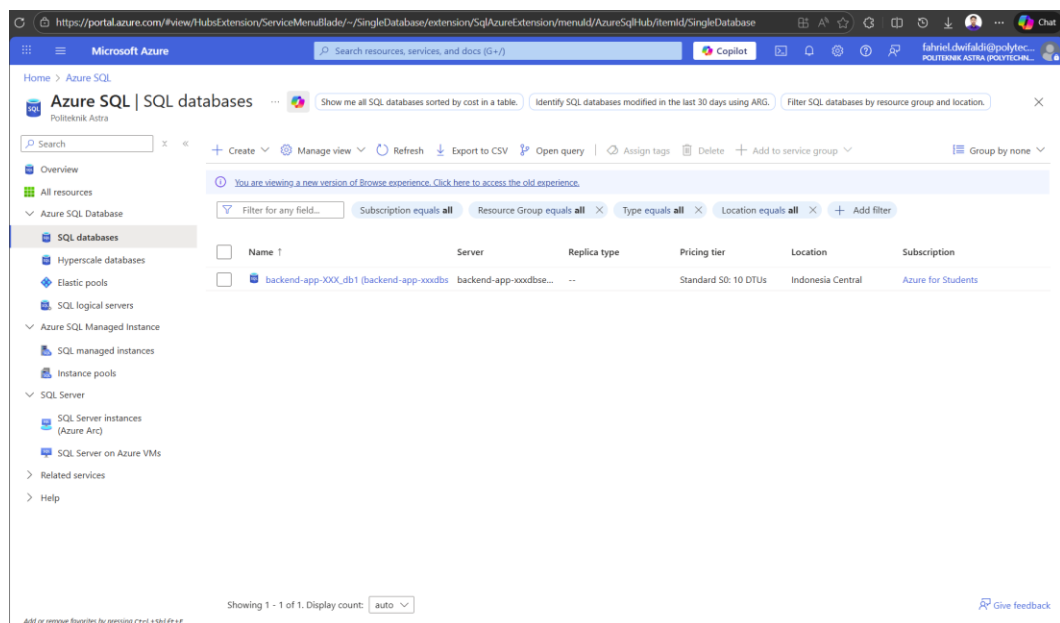 https://portal.azure.com/#view/HubsExtension/ServiceMenuBlade/~/SingleDatabase/extension/SqlAzureExtension/menuId/AzureSqlHub/itemId/SingleDatabase
Chat
Microsoft Azure
Search resources, services, and docs (G+/)
Copilot
fahriel.dwifaldi@polytec...
POLITEKNIK ASTRA (POLYTECHN...
Home > Azure SQL
Azure SQL | SQL databases ...
Show me all SQL databases sorted by cost in a table.
Identify SQL databases modified in the last 30 days using ARG.
Filter SQL databases by resource group and location.
Politeknik Astra
Search
Create
Manage view
Refresh
Export to CSV
Open query
Assign tags
Delete
Add to service group
Group by none
Overview
All resources
Azure SQL Database
SQL databases
Hyperscale databases
Elastic pools
SQL logical servers
Azure SQL Managed Instance
SQL managed instances
Instance pools
SQL Server
SQL Server instances
(Azure Arc)
SQL Server on Azure VMs
Related services
Help
You are viewing a new version of Browse experience. Click here to access the old experience.
Filter for any field...
Subscription equals all
Resource Group equals all
Type equals all
Location equals all
Add filter
Name ↑ Server Replica type Pricing tier Location Subscription
backend-app-XXX_db1 (backend-app-xxxdbs backend-app-xxxdbse... -- Standard S0: 10 DTUs Indonesia Central Azure for Students
Showing 1 - 1 of 1. Display count: auto
Give feedback
Add or remove favorites by pressing Ctrl+Shift+F